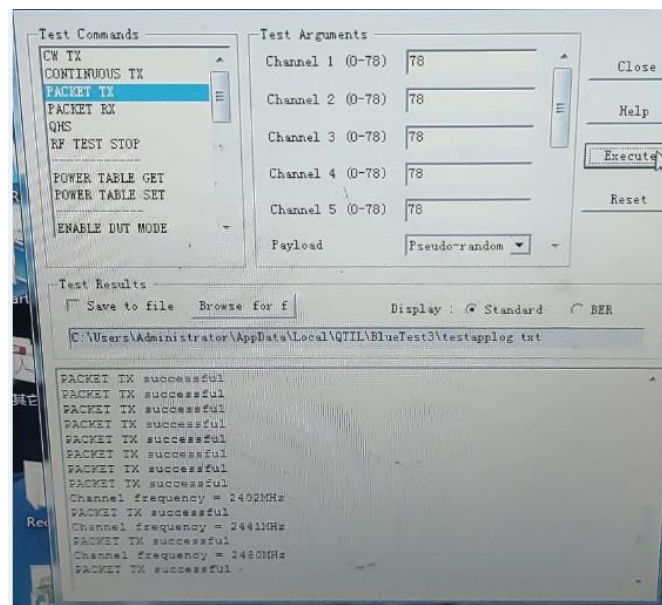 Test Commands
CW TX
CONTINUOUS TX
PACKET TX
PACKET RX
QHS
RF TEST STOP
--------------
POWER TABLE GET
POWER TABLE SET
--------------
ENABLE DUT MODE
Test Arguments
Channel 1 (0-78) 78
Channel 2 (0-78) 78
Channel 3 (0-78) 78
Channel 4 (0-78) 78
Channel 5 (0-78) 78
Payload Pseudo-random
Close
Help
Execute
Reset
Test Results
Save to file Browse for f Display : Standard BER
C:\Users\Administrator\AppData\Local\QTIL\BlueTest3\testapplog.txt
PACKET TX successful
PACKET TX successful
PACKET TX successful
PACKET TX successful
PACKET TX successful
PACKET TX successful
PACKET TX successful
PACKET TX successful
Channel frequency = 2402MHz
PACKET TX successful
Channel frequency = 2441MHz
PACKET TX successful
Channel frequency = 2480MHz
PACKET TX successful
其它